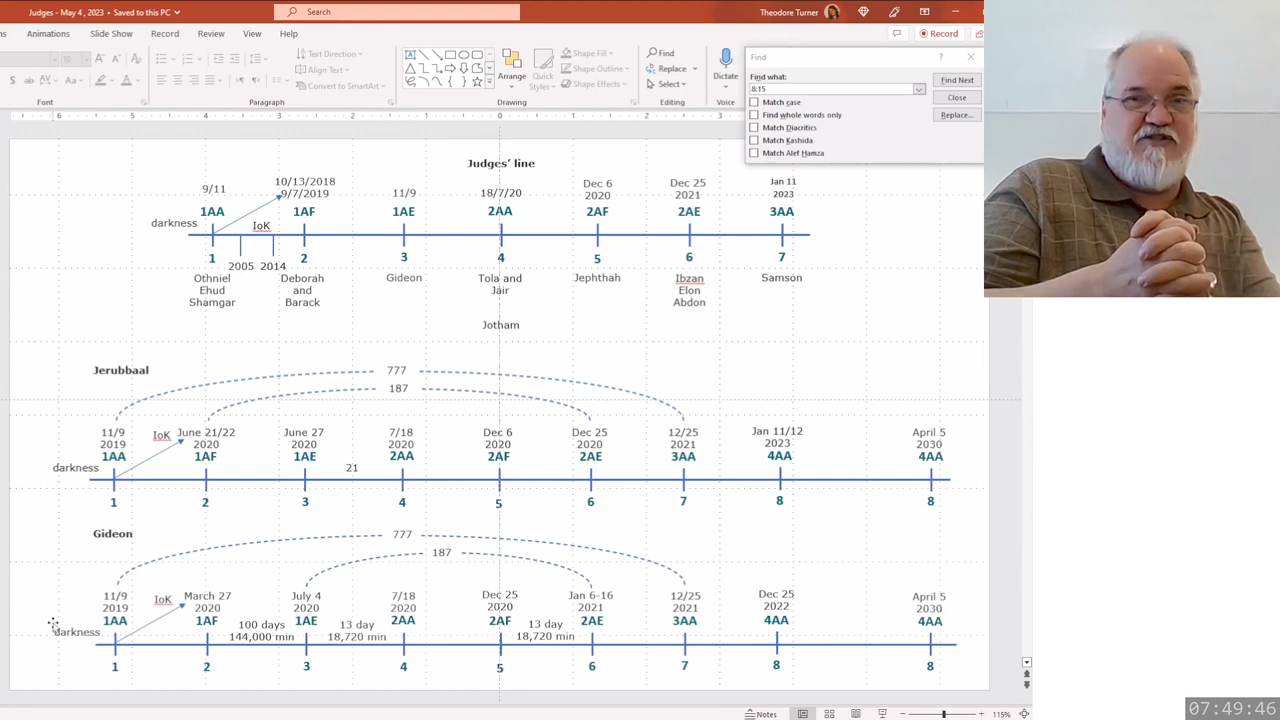 Judges - May 4 , 2023 • Saved to this PC
Search
Theodore Turner
Animations Slide Show Record Review View Help
Record
Text Direction
Align Text
Convert to SmartArt
Arrange
Quick Styles
Shape Fill
Shape Outline
Shape Effects
Find
Replace
Select
Dictate
Font Paragraph Drawing Editing Voice
Find
Find what:
8:15
Match case
Find whole words only
Match Diacritics
Match Kashida
Match Alef Hamza
Find Next
Close
Replace...
6 5 4 3 2 1 0 1 2 3
Judges' line
9/11 10/13/2018 11/9 18/7/20 Dec 6 Dec 25 Jan 11
9/7/2019 2020 2021 2023
1AA 1AF 1AE 2AA 2AF 2AE 3AA
darkness IoK
1 2 3 4 5 6 7
2005 2014
Othniel Deborah Gideon Tola and Jephthah Ibzan Samson
Ehud and Jair Elon
Shamgar Barack Abdon
Jotham
Jerubbaal
777
187
11/9 IoK June 21/22 June 27 7/18 Dec 6 Dec 25 12/25 Jan 11/12 April 5
2019 2020 2020 2020 2020 2020 2021 2023 2030
1AA 1AF 1AE 2AA 2AF 2AE 3AA 4AA 4AA
darkness 21
1 2 3 4 5 6 7 8 8
Gideon
777
187
11/9 IoK March 27 July 4 7/18 Dec 25 Jan 6-16 12/25 Dec 25 April 5
2019 2020 2020 2020 2020 2021 2021 2022 2030
1AA 1AF 1AE 2AA 2AF 2AE 3AA 4AA 4AA
darkness 100 days 13 day 13 day
144,000 min 18,720 min 18,720 min
1 2 3 4 5 6 7 8 8
07:49:46
Notes
115%